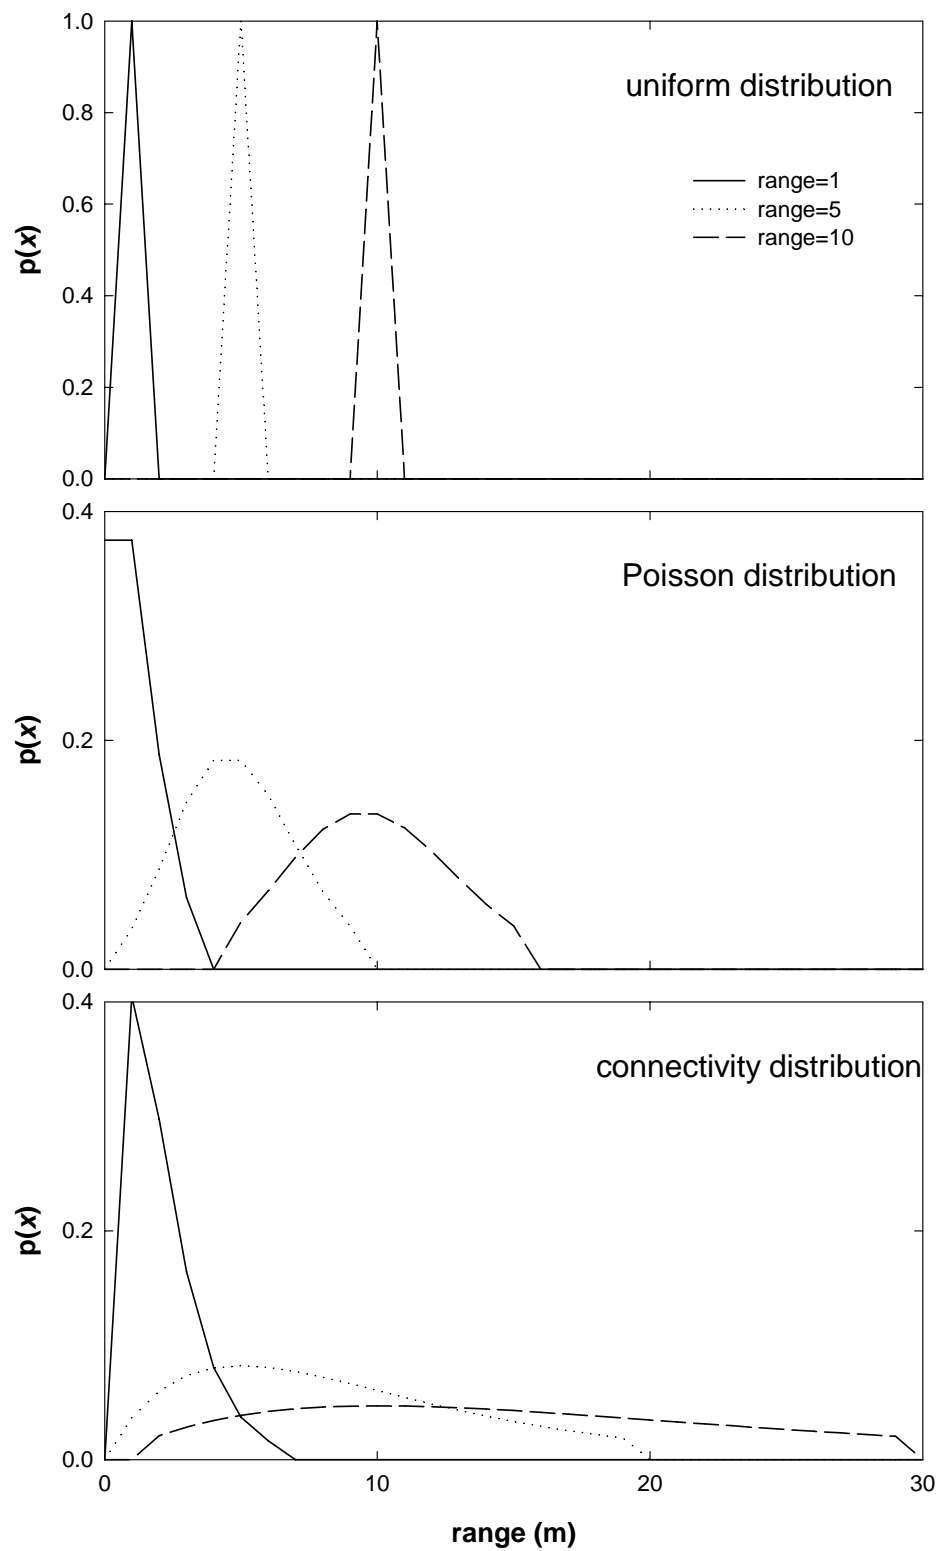 1.0
uniform distribution
0.8
range=1
range=5
range=10
0.6
p(x)
0.4
0.2
0.0
0.4
Poisson distribution
p(x)
0.2
0.0
0.4
connectivity distribution
p(x)
0.2
0.0
0
10
20
30
range (m)